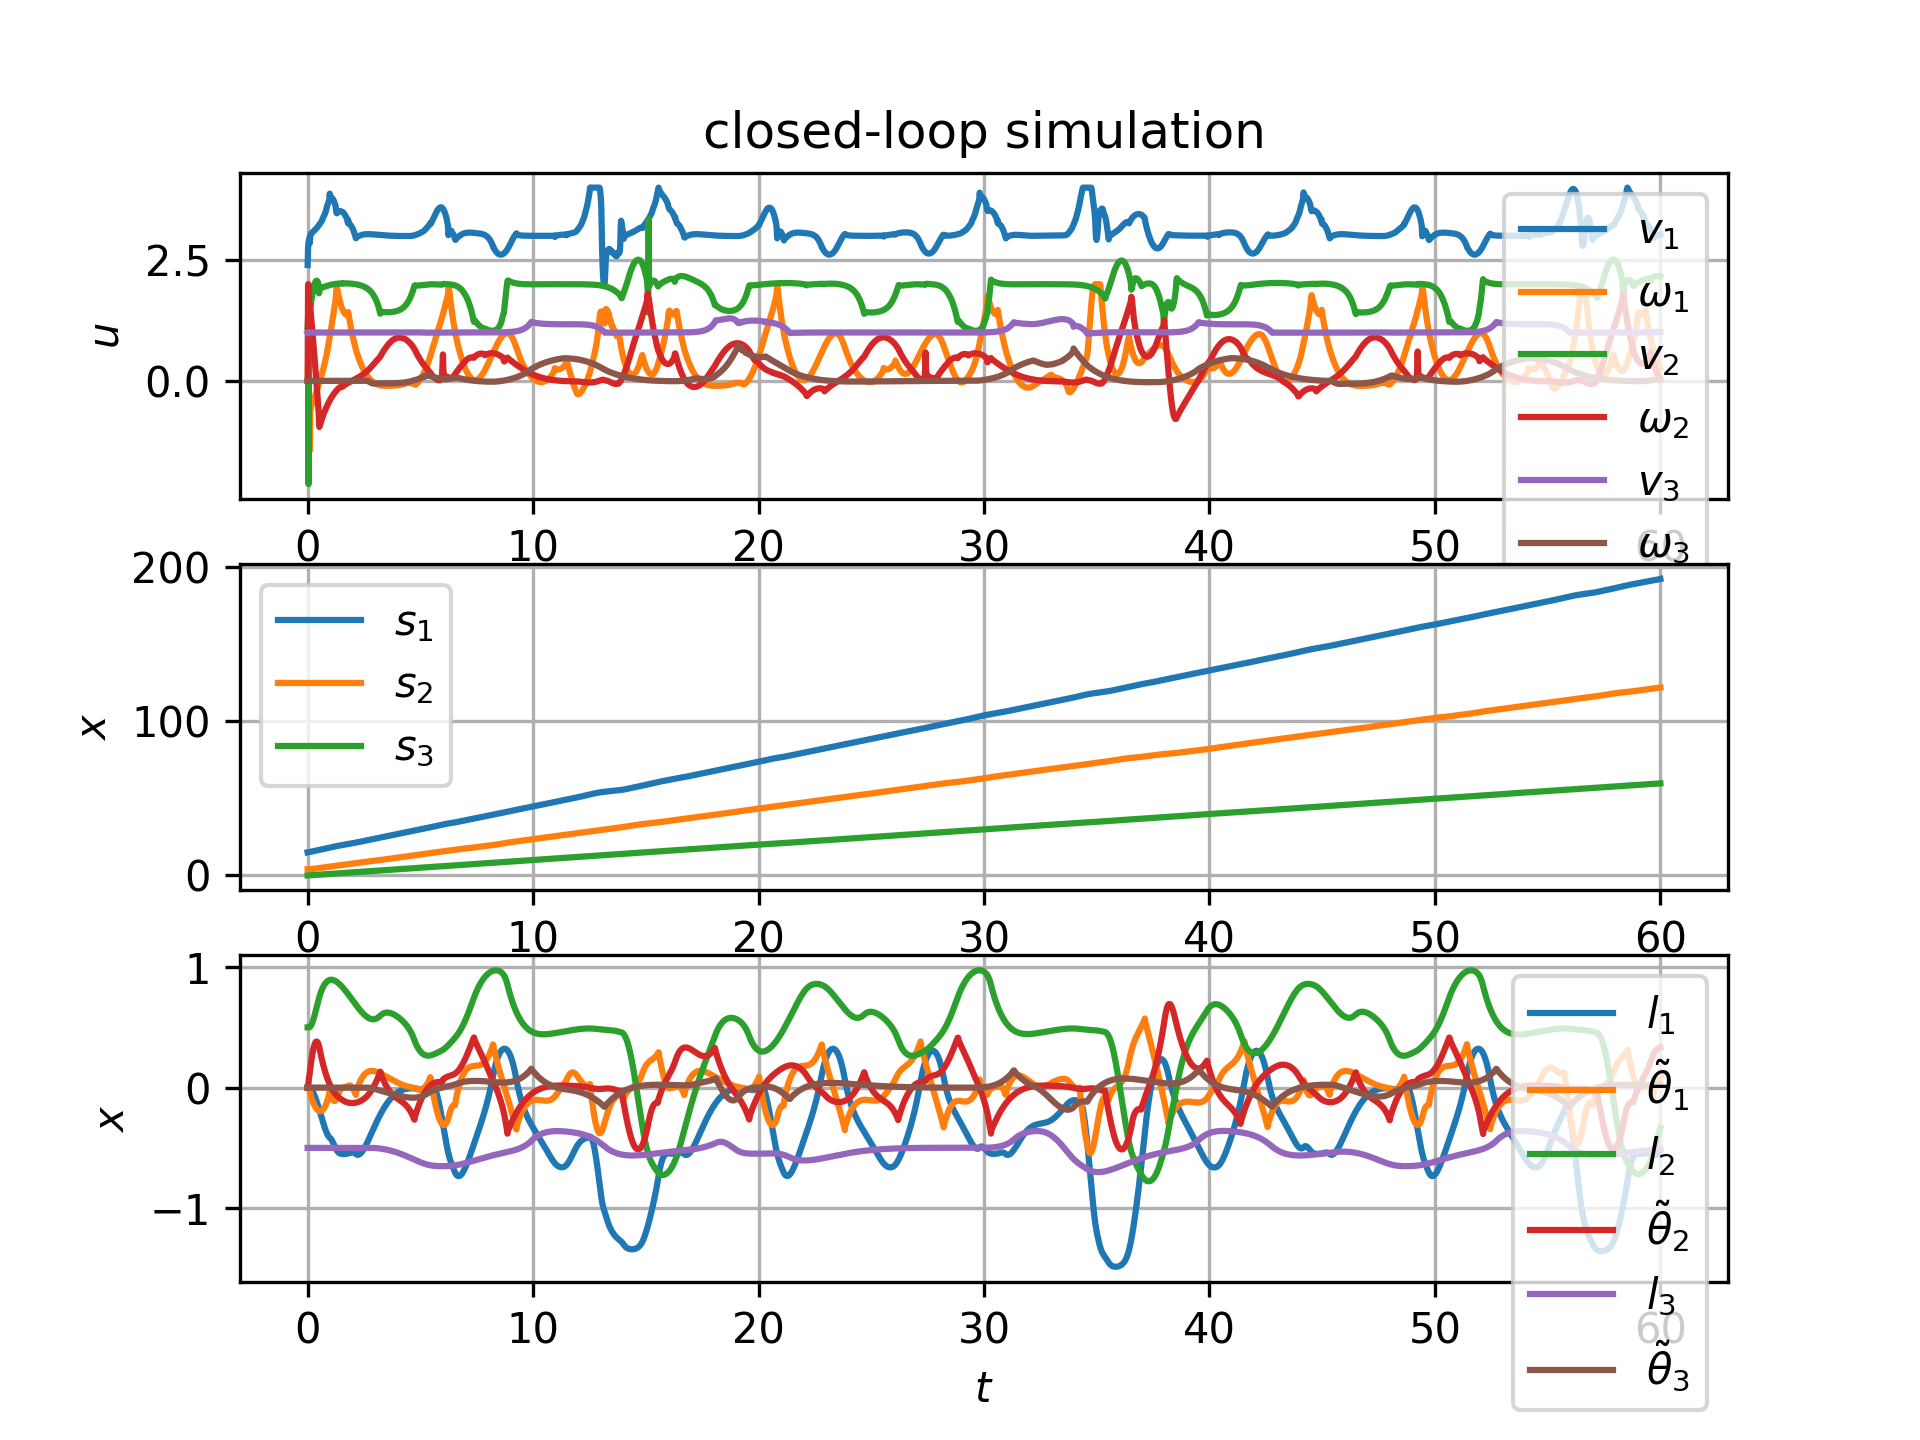 closed-loop simulation
u
2.5
0.0
v₁
ω₁
v₂
ω₂
v₃
ω₃
0 10 20 30 40 50 60
x
200
100
0
s₁
s₂
s₃
0 10 20 30 40 50 60
x
1
0
−1
l₁
θ̃₁
l₂
θ̃₂
l₃
θ̃₃
0 10 20 30 40 50 60
t